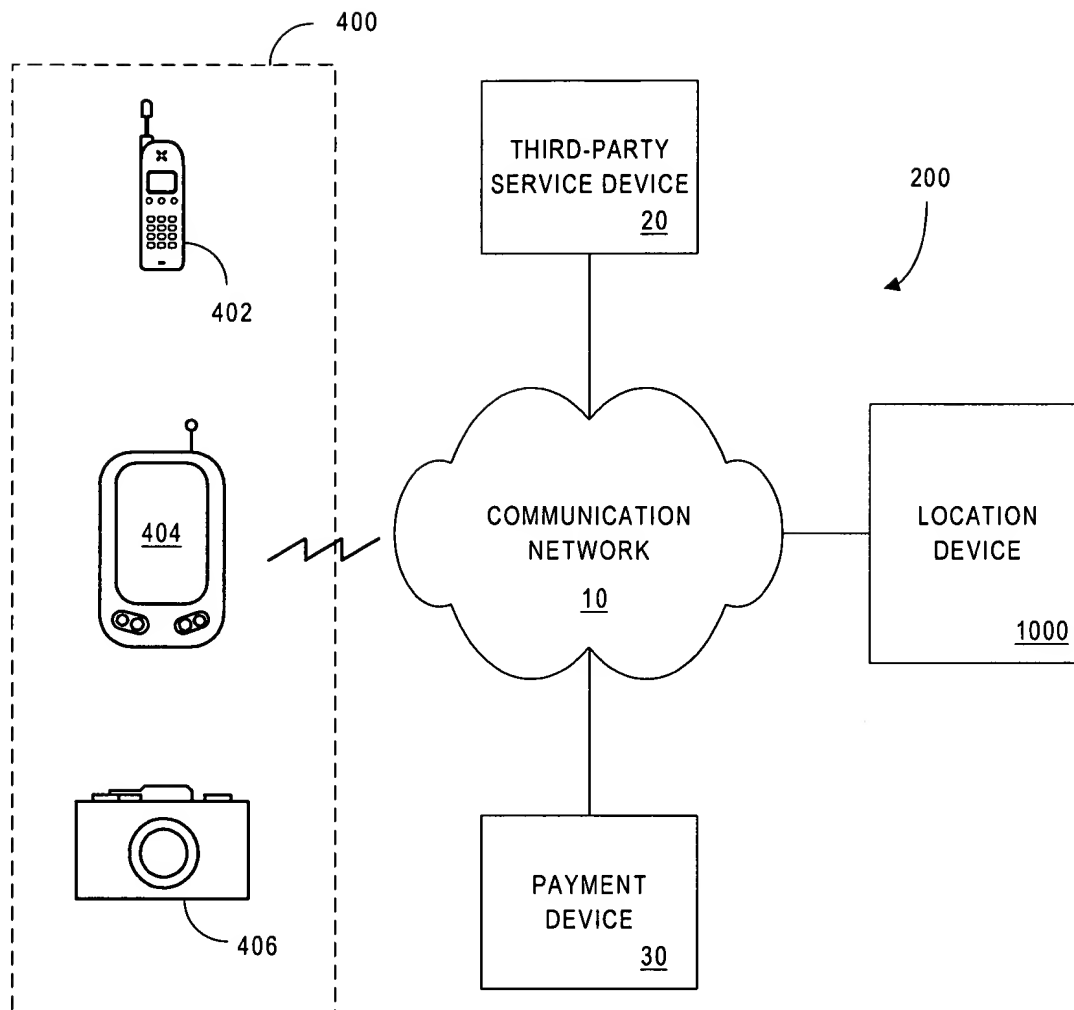 400
THIRD-PARTY
SERVICE DEVICE
20
200
402
404
COMMUNICATION
NETWORK
10
LOCATION
DEVICE
1000
406
PAYMENT
DEVICE
30